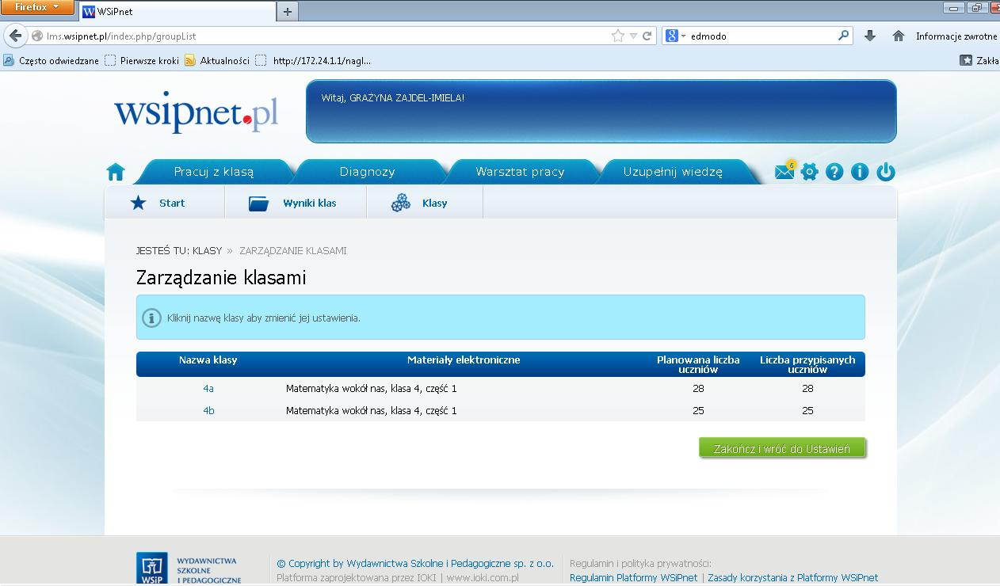 Firefox
WSiPnet
lms.wsipnet.pl/index.php/groupList
edmodo
Informacje zwrotne
Często odwiedzane Pierwsze kroki Aktualności http://172.24.1.1/nagl... Zakła
wsipnet.pl
Witaj, GRAŻYNA ZAJDEL-IMIELA!
Pracuj z klasą Diagnozy Warsztat pracy Uzupełnij wiedzę 6
Start Wyniki klas Klasy
JESTEŚ TU: KLASY » ZARZĄDZANIE KLASAMI
Zarządzanie klasami
Kliknij nazwę klasy aby zmienić jej ustawienia.
Nazwa klasy Materiały elektroniczne Planowana liczba uczniów Liczba przypisanych uczniów
4a Matematyka wokół nas, klasa 4, część 1 28 28
4b Matematyka wokół nas, klasa 4, część 1 25 25
Zakończ i wróć do Ustawień
WSiP
WYDAWNICTWA
SZKOLNE
I PEDAGOGICZNE
© Copyright by Wydawnictwa Szkolne i Pedagogiczne sp. z o.o.
Platforma zaprojektowana przez IOKI | www.ioki.com.pl
Regulamin i polityka prywatności:
Regulamin Platformy WSiPnet | Zasady korzystania z Platformy WSiPnet